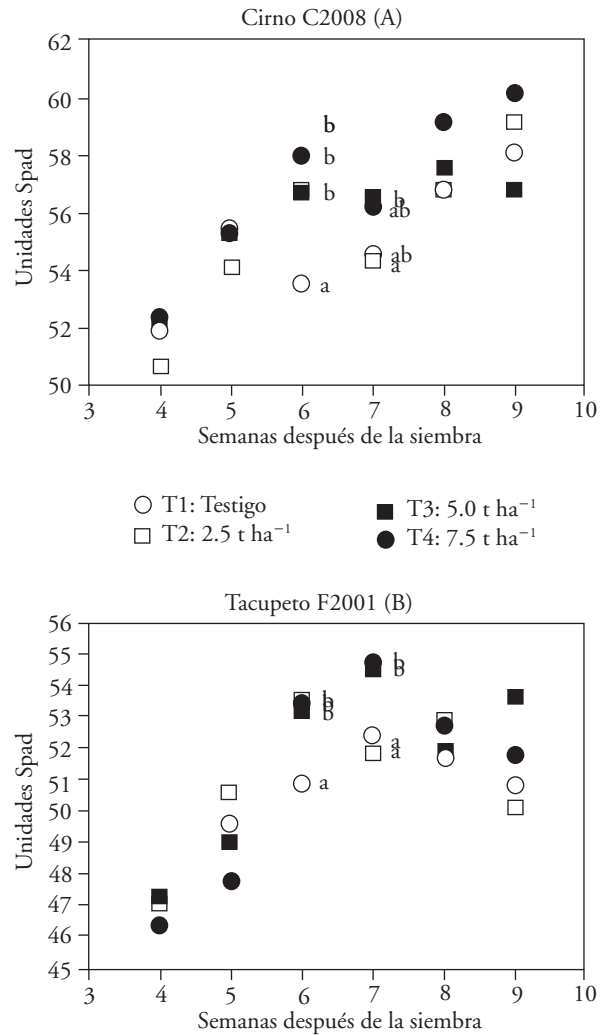 Cirno C2008 (A)
Unidades Spad
62
60
58
56
54
52
50
b
b
b
a
b
ab
ab
a
3 4 5 6 7 8 9 10
Semanas después de la siembra
T1: Testigo
T2: 2.5 t ha⁻¹
T3: 5.0 t ha⁻¹
T4: 7.5 t ha⁻¹
Tacupeto F2001 (B)
Unidades Spad
56
55
54
53
52
51
50
49
48
47
46
45
b
b
b
a
b
b
a
a
3 4 5 6 7 8 9 10
Semanas después de la siembra